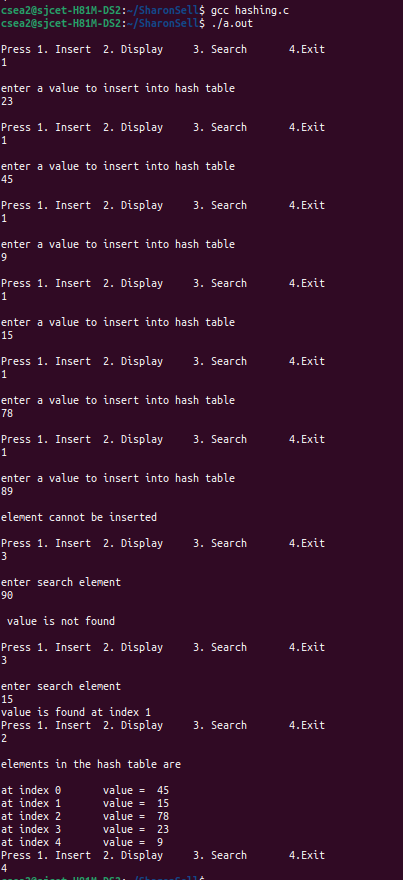 csea2@sjcet-H81M-DS2:~/SharonSell$ gcc hashing.c
csea2@sjcet-H81M-DS2:~/SharonSell$ ./a.out
Press 1. Insert 2. Display 3. Search 4.Exit
1
enter a value to insert into hash table
23
Press 1. Insert 2. Display 3. Search 4.Exit
1
enter a value to insert into hash table
45
Press 1. Insert 2. Display 3. Search 4.Exit
1
enter a value to insert into hash table
9
Press 1. Insert 2. Display 3. Search 4.Exit
1
enter a value to insert into hash table
15
Press 1. Insert 2. Display 3. Search 4.Exit
1
enter a value to insert into hash table
78
Press 1. Insert 2. Display 3. Search 4.Exit
1
enter a value to insert into hash table
89
element cannot be inserted
Press 1. Insert 2. Display 3. Search 4.Exit
3
enter search element
90
value is not found
Press 1. Insert 2. Display 3. Search 4.Exit
3
enter search element
15
value is found at index 1
Press 1. Insert 2. Display 3. Search 4.Exit
2
elements in the hash table are
at index 0 value = 45
at index 1 value = 15
at index 2 value = 78
at index 3 value = 23
at index 4 value = 9
Press 1. Insert 2. Display 3. Search 4.Exit
4
csea2@sjcet-H81M-DS2:~/SharonSell$